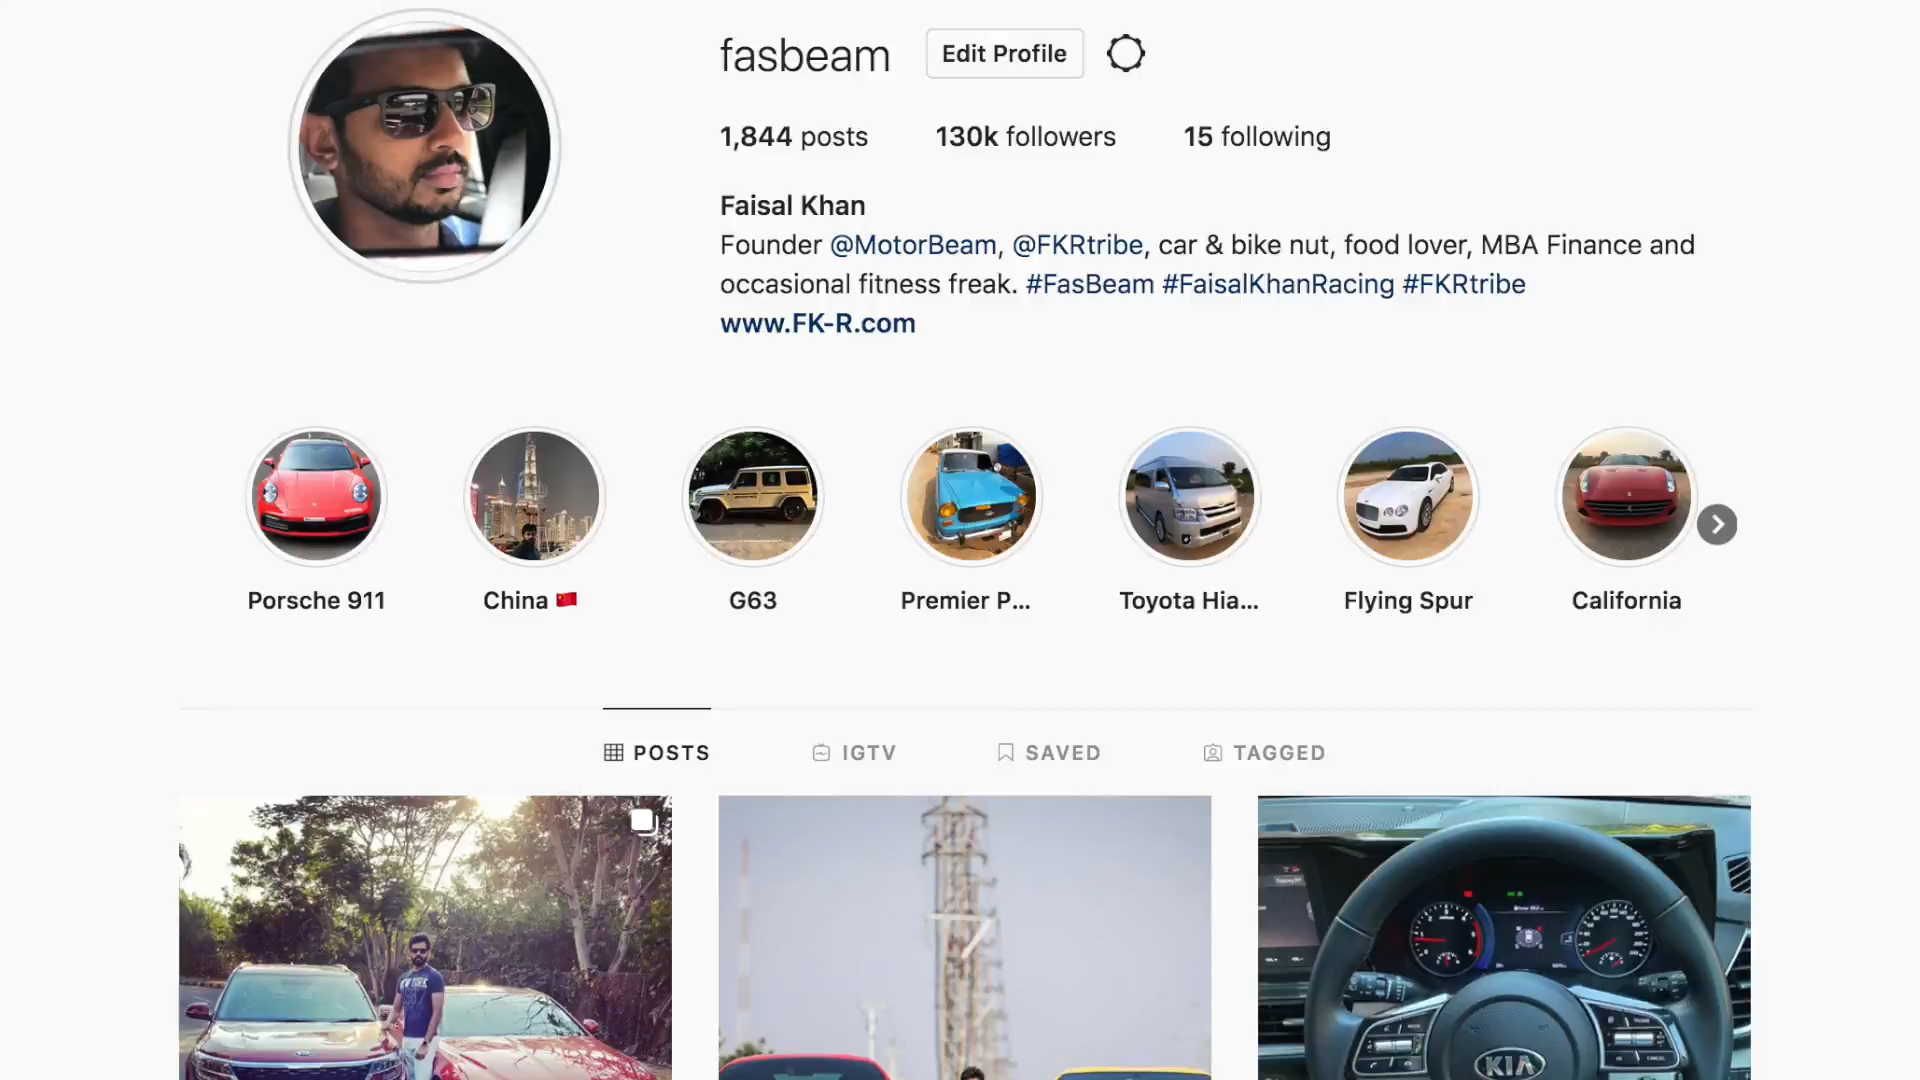 fasbeam Edit Profile
1,844 posts 130k followers 15 following
Faisal Khan
Founder @MotorBeam, @FKRtribe, car & bike nut, food lover, MBA Finance and
occasional fitness freak. #FasBeam #FaisalKhanRacing #FKRtribe
www.FK-R.com
Porsche 911 China 🇨🇳 G63 Premier P... Toyota Hia... Flying Spur California
POSTS IGTV SAVED TAGGED
NEW YORK
KIA